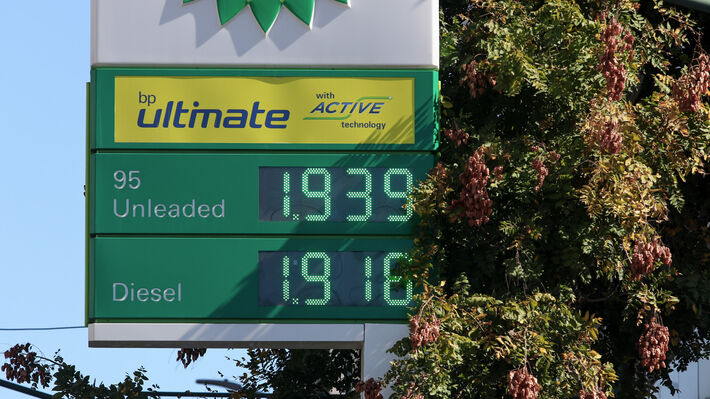 bp
ultimate
with
ACTIVE
technology
95
Unleaded
1.939
Diesel
1.916